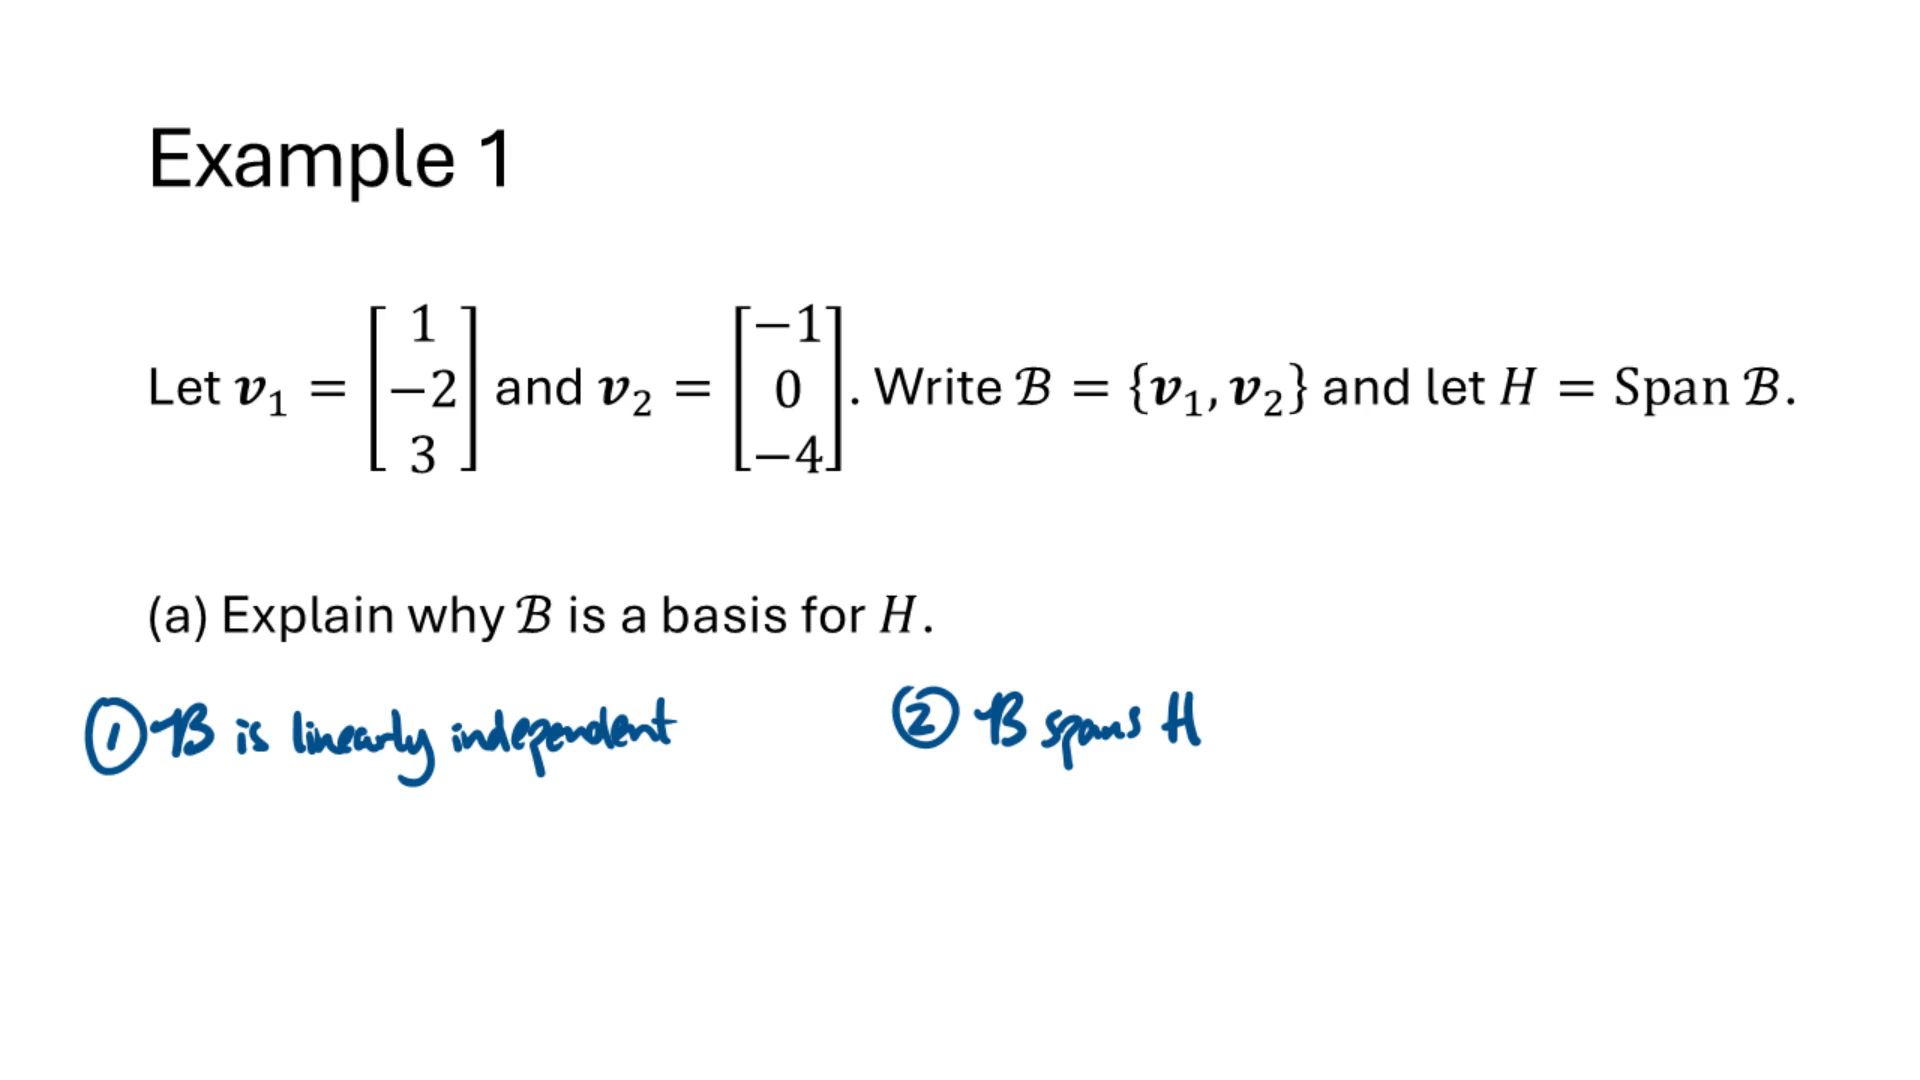 Example 1
Let 𝒗₁ = [1 −2 3] and 𝒗₂ = [−1 0 −4]. Write ℬ = {𝒗₁, 𝒗₂} and let 𝐻 = Span ℬ.
(a) Explain why ℬ is a basis for 𝐻.
① ℬ is linearly independent ② ℬ spans H